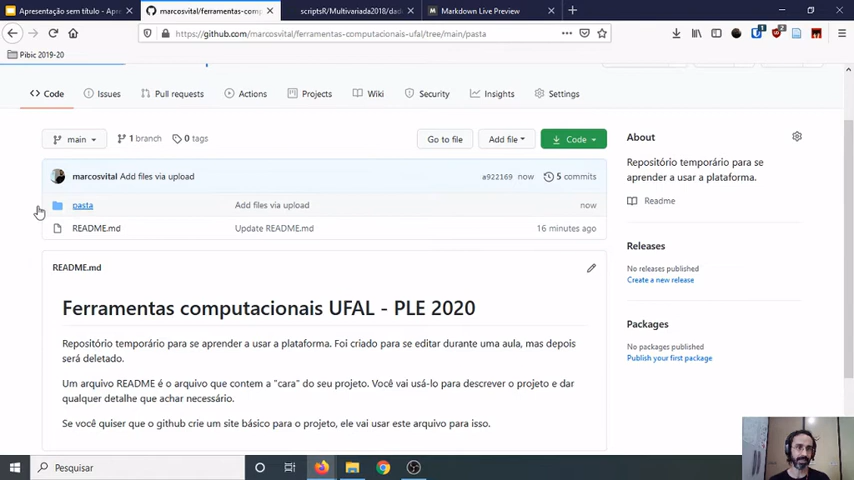 Apresentação sem título - Apre
marcosvital/ferramentas-comp
scriptsR/Multivariada2018/dad
Markdown Live Preview
https://github.com/marcosvital/ferramentas-computacionais-ufal/tree/main/pasta
Pibic 2019-20
Code
Issues
Pull requests
Actions
Projects
Wiki
Security
Insights
Settings
main
1 branch
0 tags
Go to file
Add file
Code
About
marcosvital Add files via upload
a922169 now
5 commits
Repositório temporário para se
aprender a usar a plataforma.
pasta
Add files via upload
now
Readme
README.md
Update README.md
16 minutes ago
Releases
README.md
No releases published
Create a new release
Ferramentas computacionais UFAL - PLE 2020
Packages
Repositório temporário para se aprender a usar a plataforma. Foi criado para se editar durante uma aula, mas depois
será deletado.
No packages published
Publish your first package
Um arquivo README é o arquivo que contem a "cara" do seu projeto. Você vai usá-lo para descrever o projeto e dar
qualquer detalhe que achar necessário.
Se você quiser que o github crie um site básico para o projeto, ele vai usar este arquivo para isso.
Pesquisar